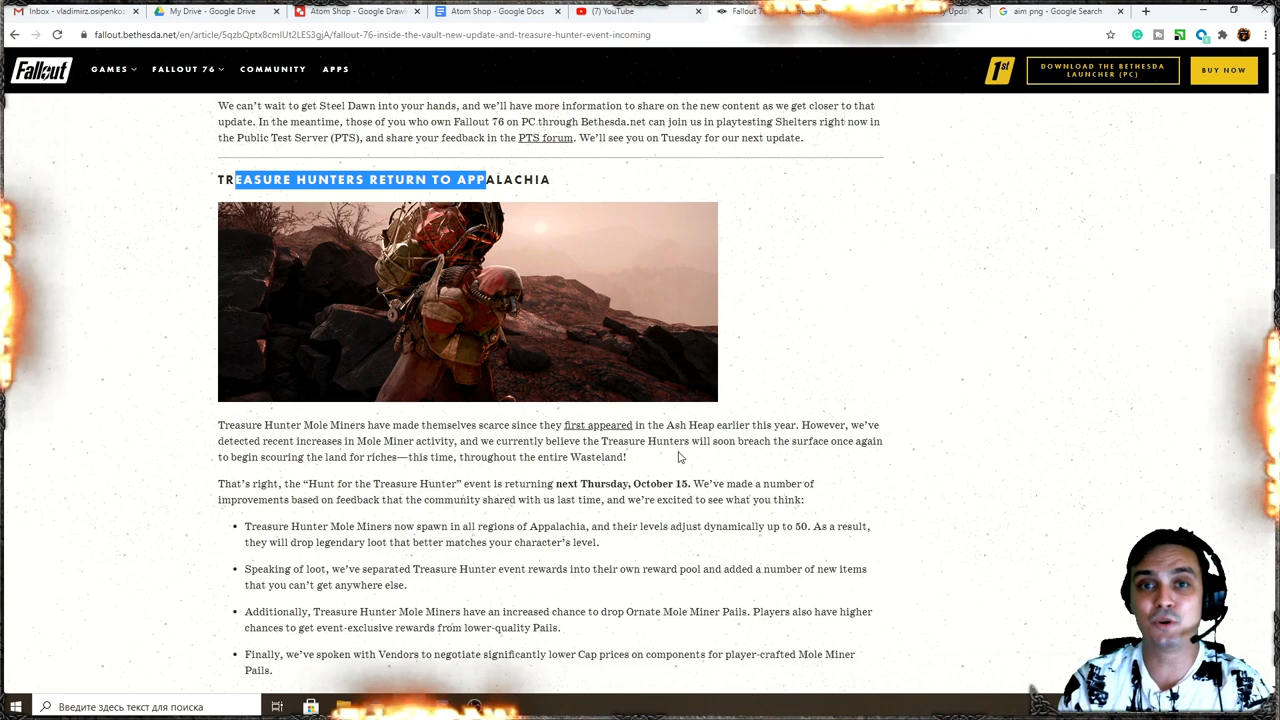 Inbox - vladimirz.osipenko
My Drive - Google Drive
Atom Shop - Google Draw
Atom Shop - Google Docs
(7) YouTube
Fallout 7
aim png - Google Search
fallout.bethesda.net/en/article/5qzbQptx8cmIUt2LES3gjA/fallout-76-inside-the-vault-new-update-and-treasure-hunter-event-incoming
Fallout
GAMES
FALLOUT 76
COMMUNITY
APPS
1st
DOWNLOAD THE BETHESDA
LAUNCHER (PC)
BUY NOW
We can't wait to get Steel Dawn into your hands, and we'll have more information to share on the new content as we get closer to that
update. In the meantime, those of you who own Fallout 76 on PC through Bethesda.net can join us in playtesting Shelters right now in
the Public Test Server (PTS), and share your feedback in the PTS forum. We'll see you on Tuesday for our next update.
TREASURE HUNTERS RETURN TO APPALACHIA
Treasure Hunter Mole Miners have made themselves scarce since they first appeared in the Ash Heap earlier this year. However, we've
detected recent increases in Mole Miner activity, and we currently believe the Treasure Hunters will soon breach the surface once again
to begin scouring the land for riches—this time, throughout the entire Wasteland!
That's right, the "Hunt for the Treasure Hunter" event is returning next Thursday, October 15. We've made a number of
improvements based on feedback that the community shared with us last time, and we're excited to see what you think:
• Treasure Hunter Mole Miners now spawn in all regions of Appalachia, and their levels adjust dynamically up to 50. As a result,
they will drop legendary loot that better matches your character's level.
• Speaking of loot, we've separated Treasure Hunter event rewards into their own reward pool and added a number of new items
that you can't get anywhere else.
• Additionally, Treasure Hunter Mole Miners have an increased chance to drop Ornate Mole Miner Pails. Players also have higher
chances to get event-exclusive rewards from lower-quality Pails.
• Finally, we've spoken with Vendors to negotiate significantly lower Cap prices on components for player-crafted Mole Miner
Pails.
Введите здесь текст для поиска